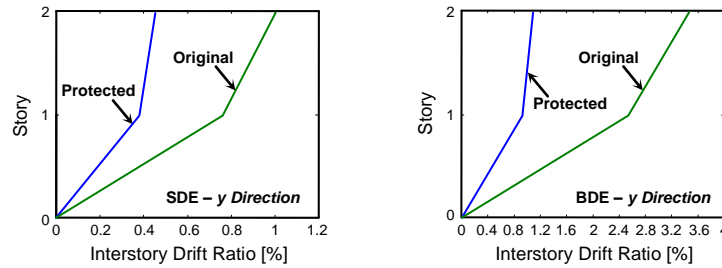 2
Original
Protected
Story
1
SDE – y Direction
0
0 0.2 0.4 0.6 0.8 1 1.2
Interstory Drift Ratio [%]
2
Original
Protected
Story
1
BDE – y Direction
0
0 0.4 0.8 1.2 1.6 2 2.4 2.8 3.2 3.6 4
Interstory Drift Ratio [%]